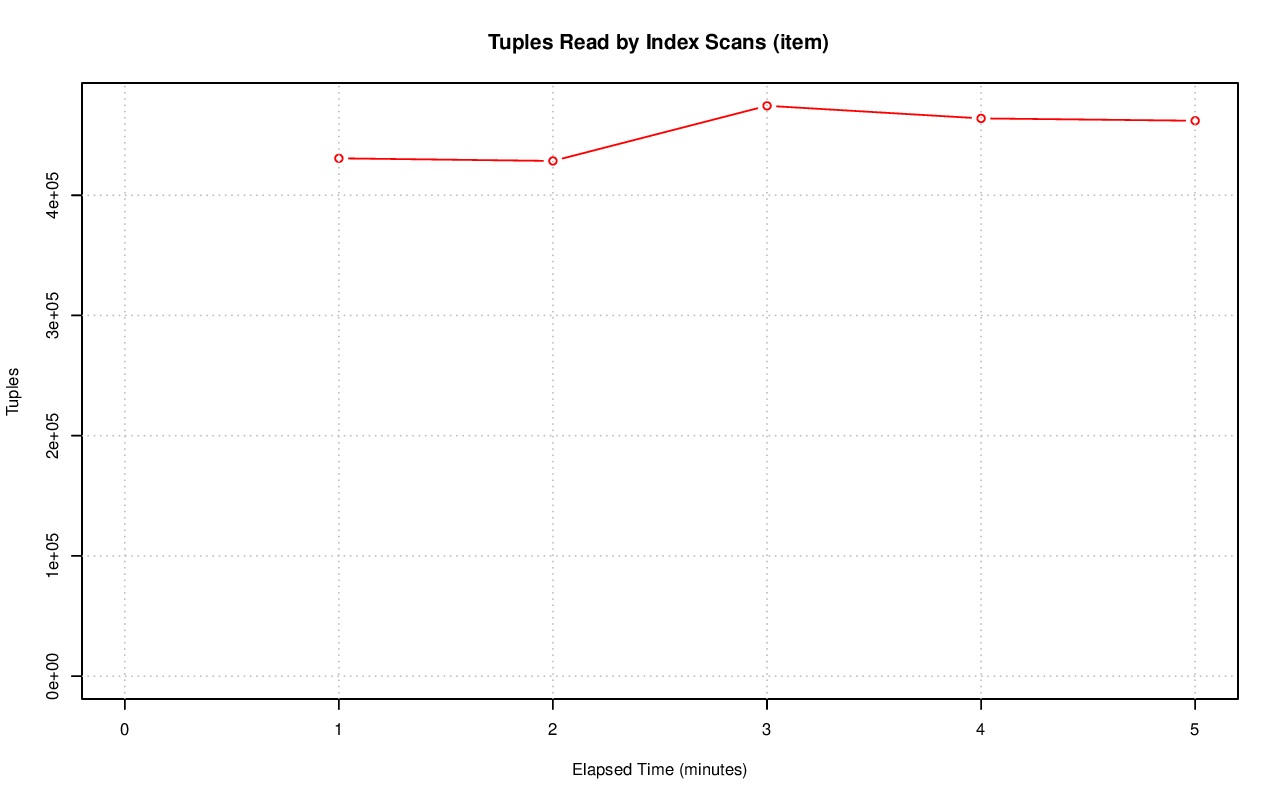 Tuples Read by Index Scans (item)
Tuples
4e+05
3e+05
2e+05
1e+05
0e+00
0 1 2 3 4 5
Elapsed Time (minutes)